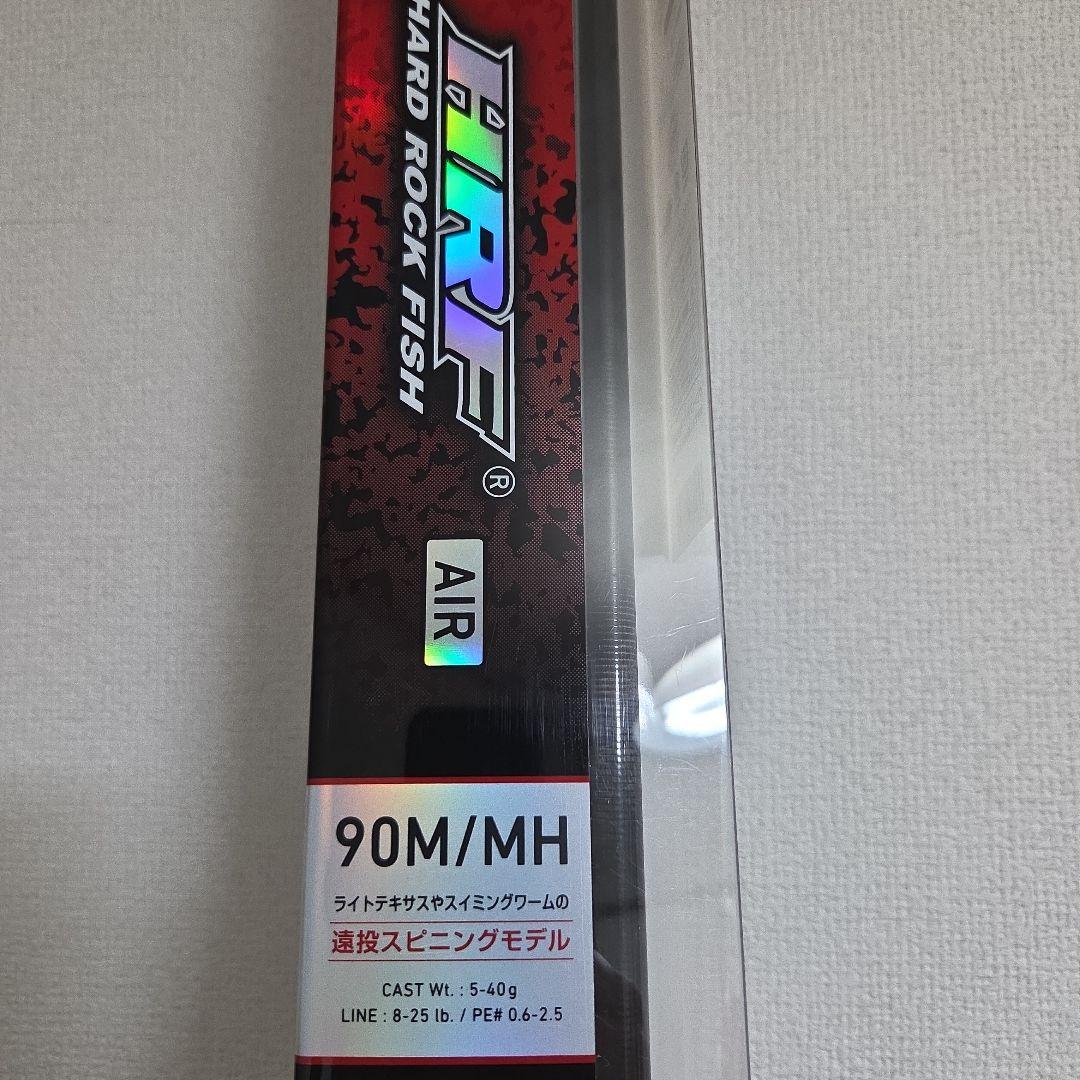 HRF®
HARD ROCK FISH
AIR
90M/MH
ライトテキサスやスイミングワームの
遠投スピニングモデル
CAST Wt. : 5-40g
LINE : 8-25 lb. / PE# 0.6-2.5